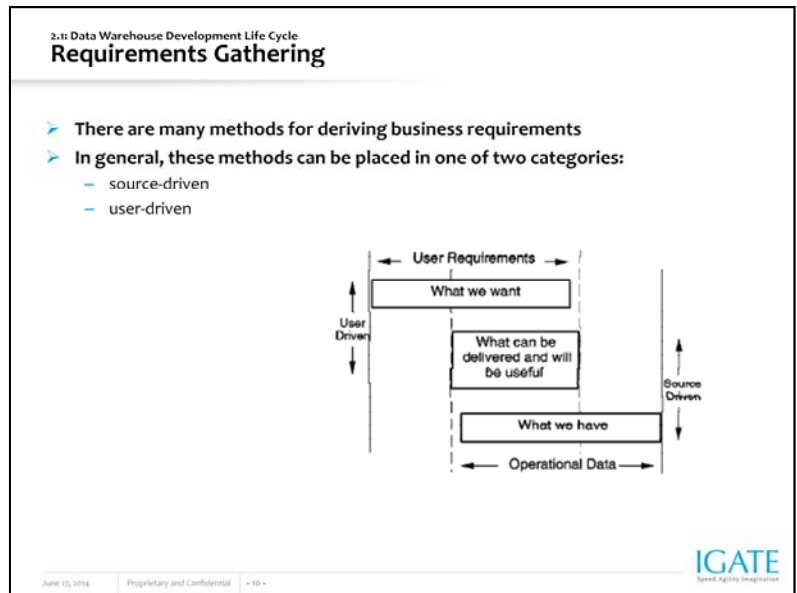 2.1: Data Warehouse Development Life Cycle
Requirements Gathering
➢ There are many methods for deriving business requirements
➢ In general, these methods can be placed in one of two categories:
– source-driven
– user-driven
User Requirements
What we want
User
Driven
What can be
delivered and will
be useful
Source
Driven
What we have
Operational Data
IGATE
Speed.Agility.Imagination
June 17, 2014 Proprietary and Confidential - 10 -